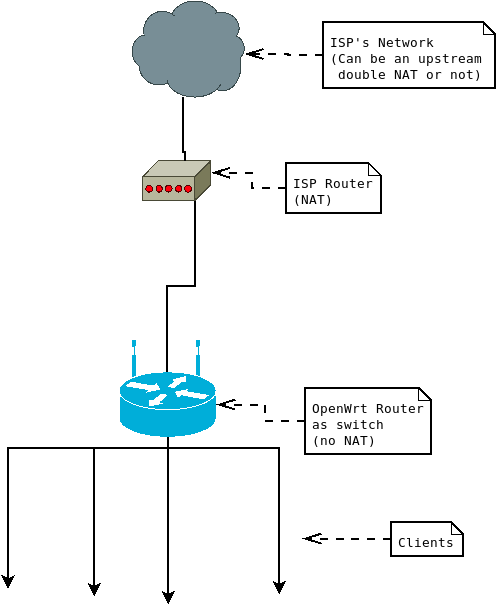 ISP's Network
(Can be an upstream
double NAT or not)
ISP Router
(NAT)
OpenWrt Router
as switch
(no NAT)
Clients